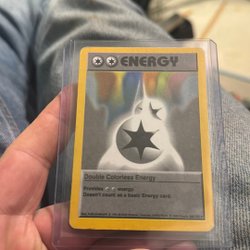 ENERGY
Double Colorless Energy
Provides energy.
Doesn't count as a basic Energy card.